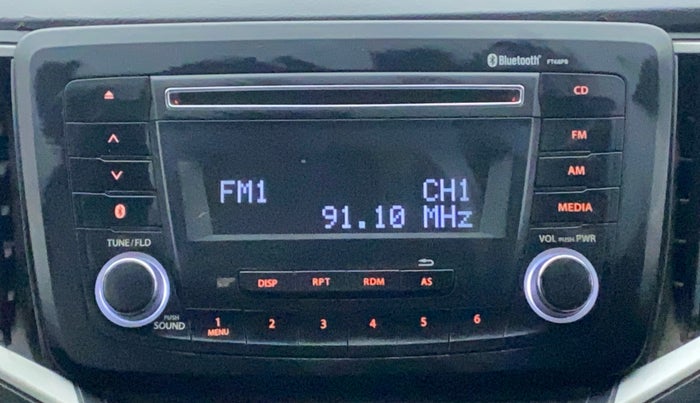 Bluetooth® FT68PB
CD
FM
AM
MEDIA
FM1 CH1
91.10 MHz
TUNE/FLD
VOL PUSH PWR
DISP RPT RDM AS
PUSH SOUND
1 MENU 2 3 4 5 6